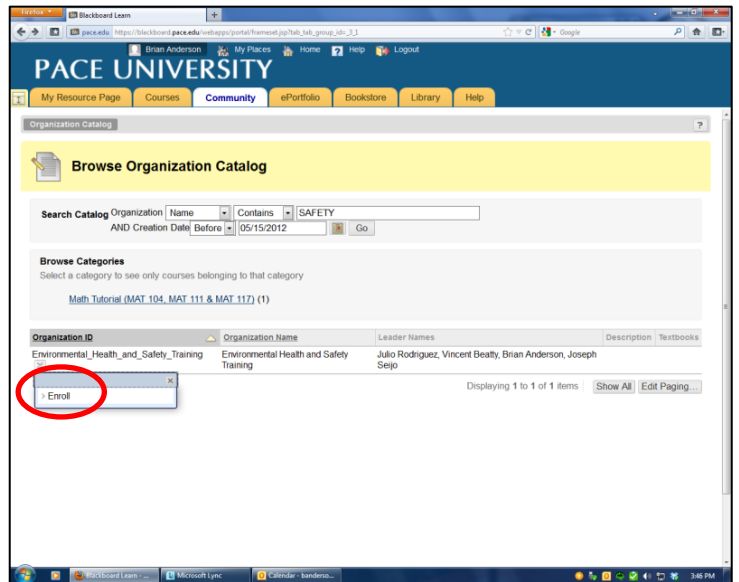 Firefox
Blackboard Learn
pace.edu https://blackboard.pace.edu/webapps/portal/frameset.jsp?tab_tab_group_id=_3_1
Google
Brian Anderson My Places Home ? Help Logout
PACE UNIVERSITY
My Resource Page Courses Community ePortfolio Bookstore Library Help
Organization Catalog ?
Browse Organization Catalog
Search Catalog Organization Name Contains SAFETY
AND Creation Date Before 05/15/2012 Go
Browse Categories
Select a category to see only courses belonging to that category
Math Tutorial (MAT 104, MAT 111 & MAT 117) (1)
Organization ID Organization Name Leader Names Description Textbooks
Environmental_Health_and_Safety_Training Environmental Health and Safety Julio Rodriguez, Vincent Beatty, Brian Anderson, Joseph
Training Seijo
Displaying 1 to 1 of 1 items Show All Edit Paging...
> Enroll
Blackboard Learn - ... Microsoft Lync Calendar - banderso... 3:46 PM